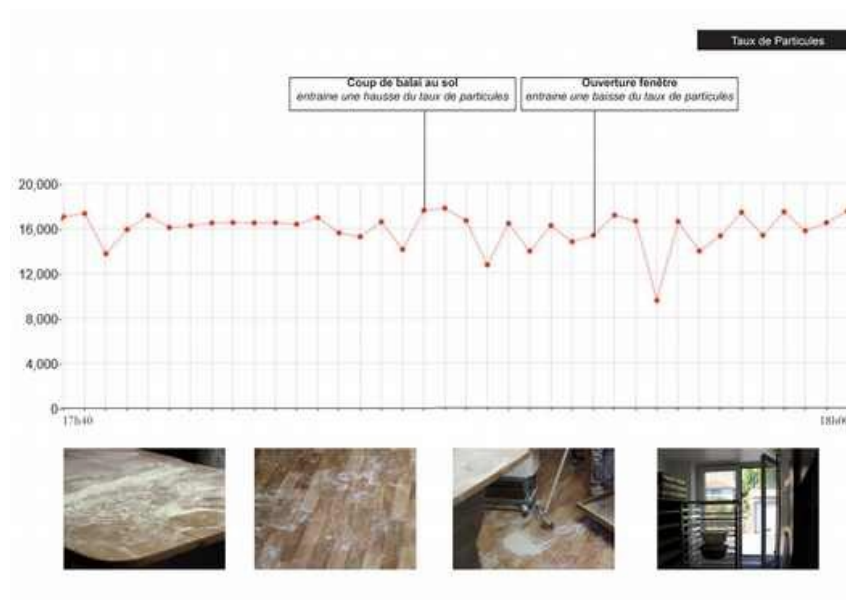 Taux de Particules
Coup de balai au sol
entraine une hausse du taux de particules
Ouverture fenêtre
entraine une baisse du taux de particules
20,000
16,000
12,000
8,000
4,000
0
17h40